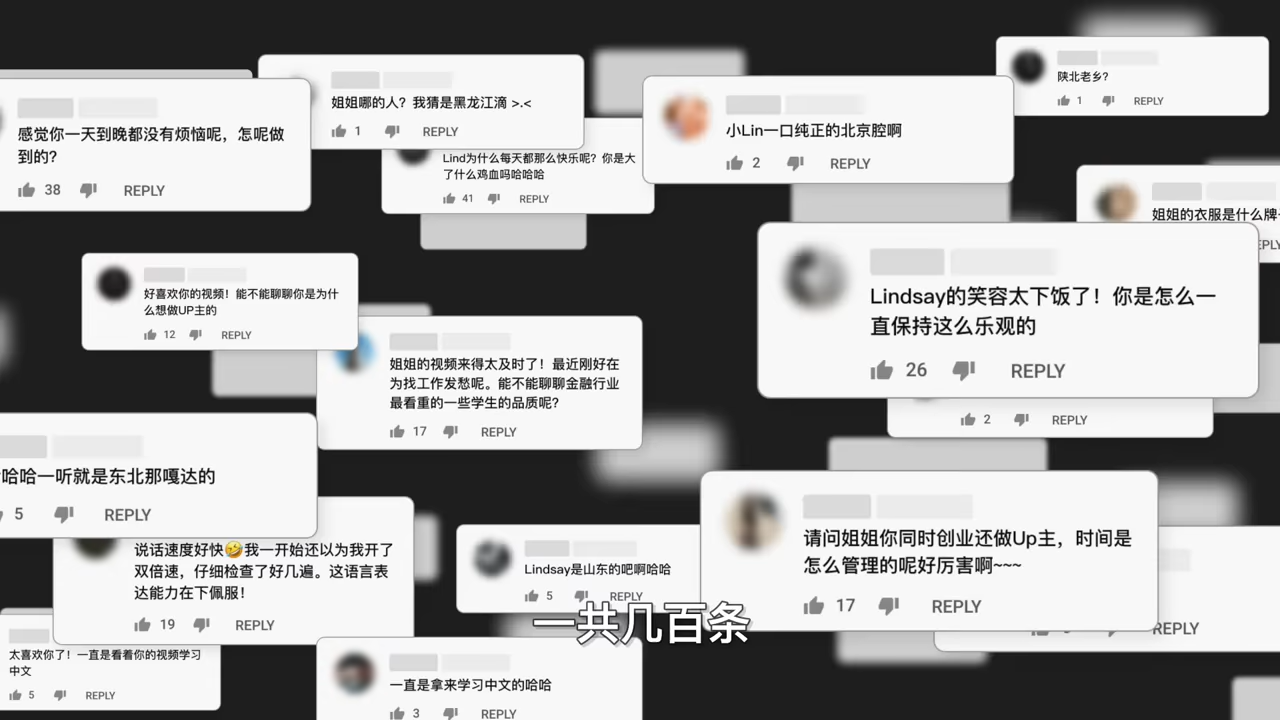 感觉你一天到晚都没有烦恼呢，怎呢做
到的?
38 REPLY
姐姐哪的人? 我猜是黑龙江滴 >.<
1 REPLY
Lind为什么每天都那么快乐呢? 你是大
了什么鸡血吗哈哈哈
41 REPLY
小Lin一口纯正的北京腔啊
2 REPLY
陕北老乡?
1 REPLY
姐姐的衣服是什么牌
Lindsay的笑容太下饭了! 你是怎么一
直保持这么乐观的
26 REPLY
2 REPLY
好喜欢你的视频! 能不能聊聊你是为什
么想做UP主的
12 REPLY
姐姐的视频来得太及时了! 最近刚好在
为找工作发愁呢。能不能聊聊金融行业
最看重的一些学生的品质呢?
17 REPLY
哈哈一听就是东北那嘎达的
5 REPLY
说话速度好快🤣我一开始还以为我开了
双倍速，仔细检查了好几遍。这语言表
达能力在下佩服!
19 REPLY
Lindsay是山东的吧啊哈哈
5 REPLY
请问姐姐你同时创业还做Up主，时间是
怎么管理的呢好厉害啊~~~
17 REPLY
REPLY
太喜欢你了! 一直是看着你的视频学习
中文
5 REPLY
一直是拿来学习中文的哈哈
3 REPLY
一共几百条